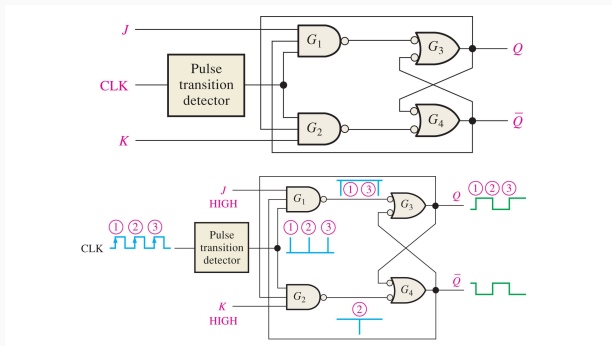 J
G1
G3
Q
Pulse
transition
detector
CLK
G2
G4
Q̅
K
J
HIGH
G1
① ③
G3
Q
① ② ③
① ② ③
CLK
Pulse
transition
detector
① ② ③
Q̅
G2
G4
K
HIGH
②